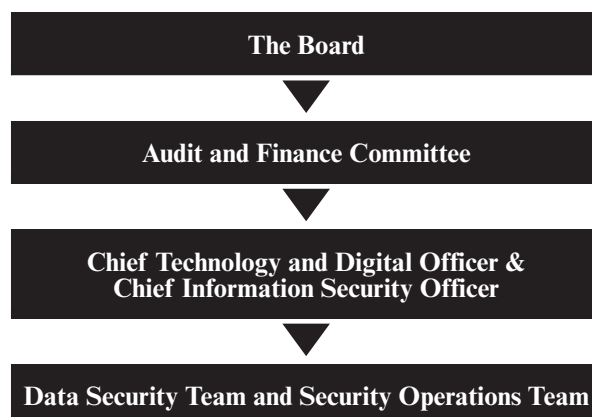 The Board
Audit and Finance Committee
Chief Technology and Digital Officer &
Chief Information Security Officer
Data Security Team and Security Operations Team